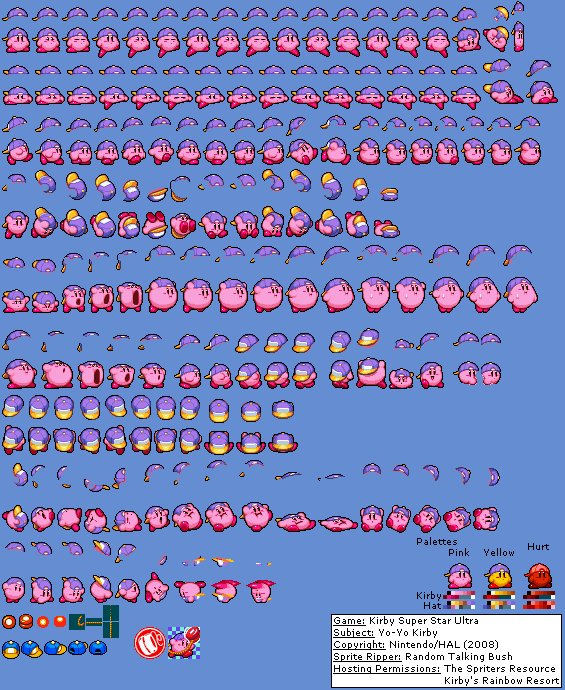 Palettes
Pink Yellow Hurt
Kirby
Hat
Game: Kirby Super Star Ultra
Subject: Yo-Yo Kirby
Copyright: Nintendo/HAL (2008)
Sprite Ripper: Random Talking Bush
Hosting Permissions: The Spriters Resource
Kirby's Rainbow Resort